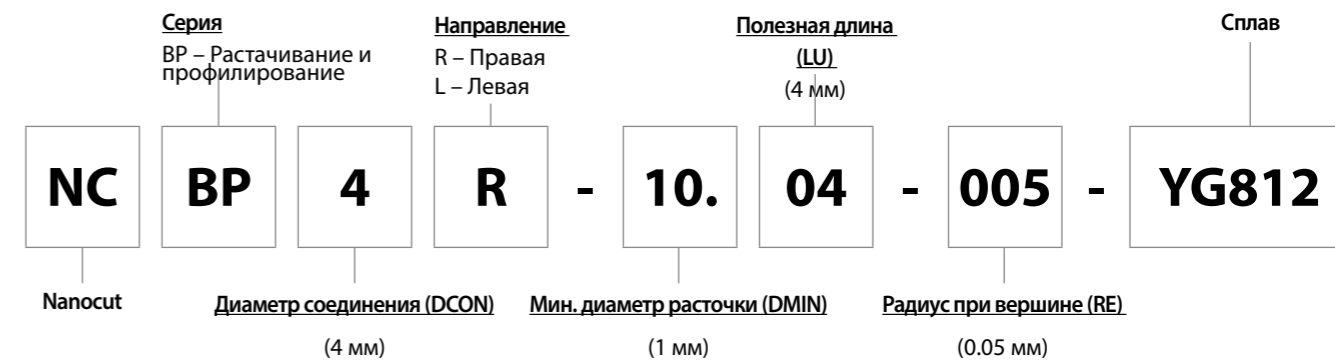 Серия
BP – Растачивание и
профилирование
Направление
R – Правая
L – Левая
Полезная длина
(LU)
(4 мм)
Сплав
NC BP 4 R - 10. 04 - 005 - YG812
Nanocut
Диаметр соединения (DCON)
(4 мм)
Мин. диаметр расточки (DMIN)
(1 мм)
Радиус при вершине (RE)
(0.05 мм)